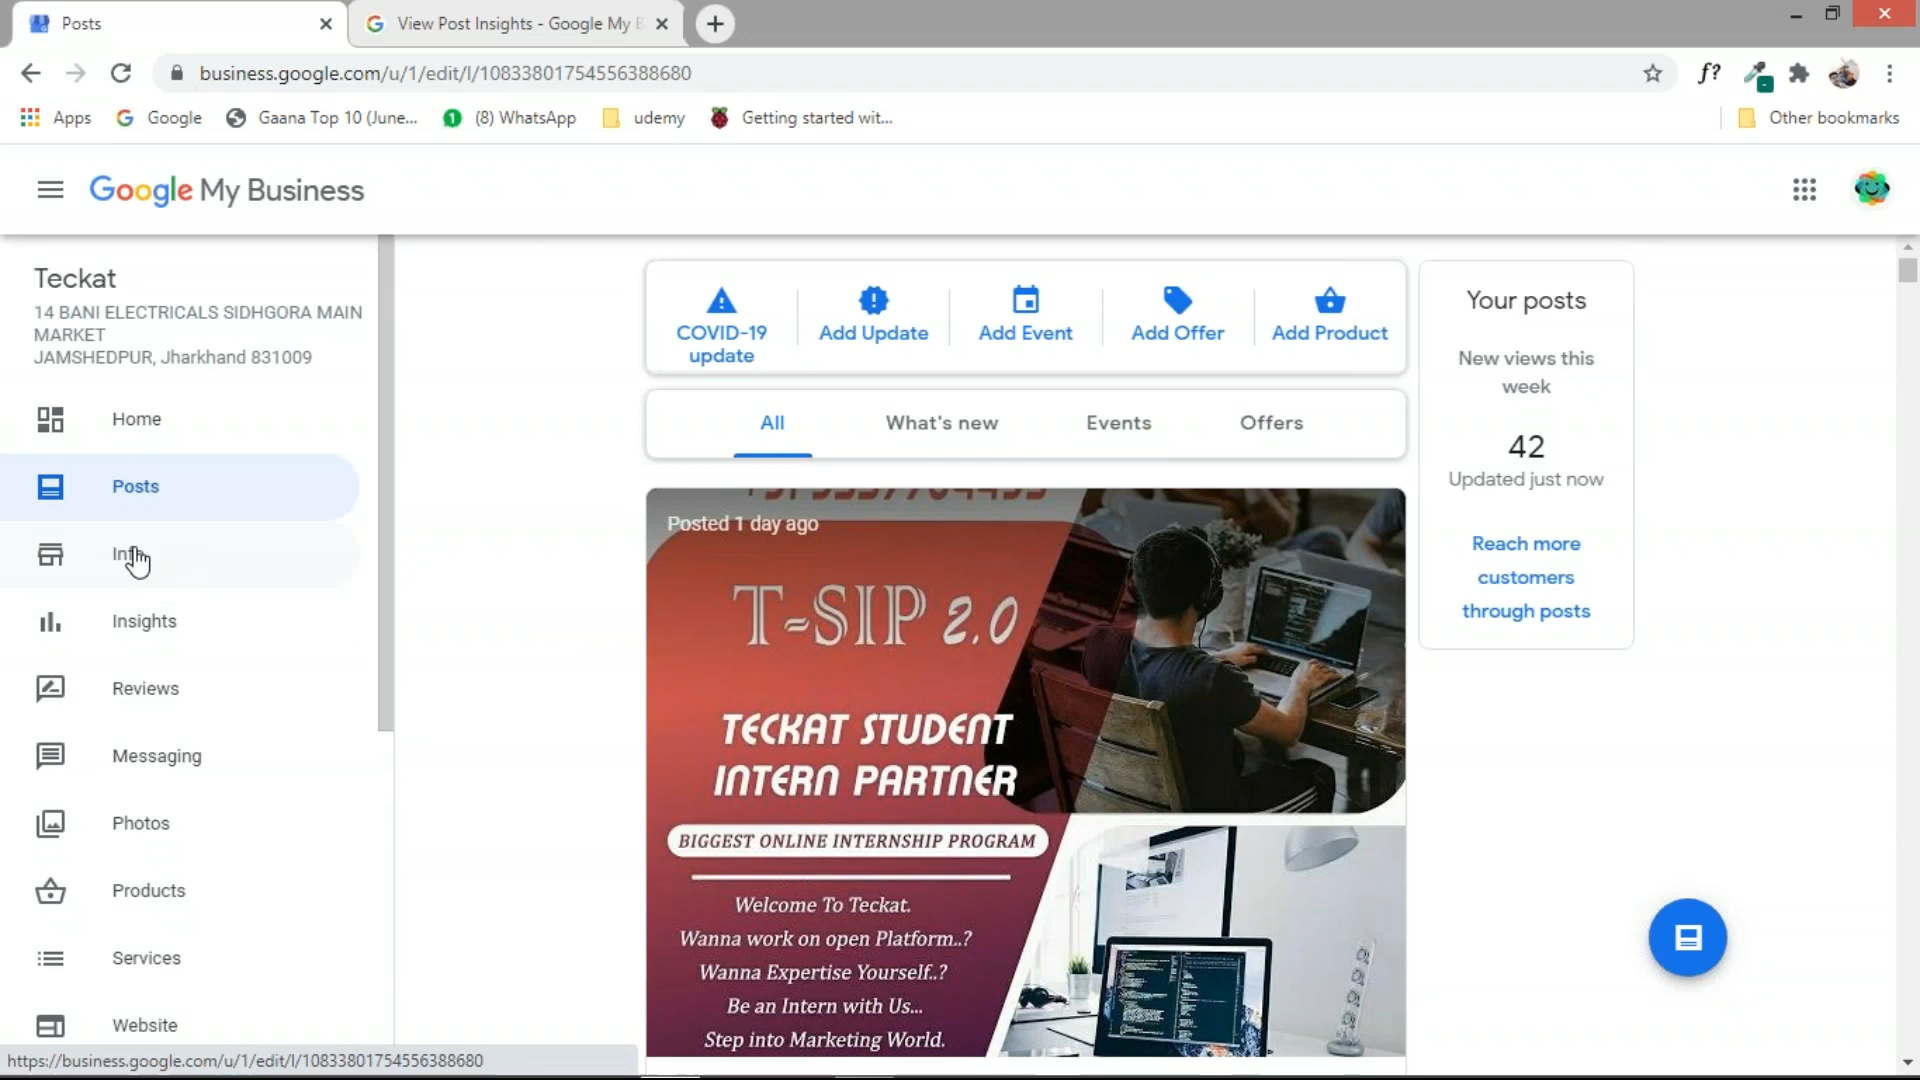 Posts
View Post Insights - Google My B
business.google.com/u/1/edit/l/10833801754556388680
f?
Apps
Google
Gaana Top 10 (June...
1
(8) WhatsApp
udemy
Getting started wit...
Other bookmarks
Google My Business
Teckat
14 BANI ELECTRICALS SIDHGORA MAIN
MARKET
JAMSHEDPUR, Jharkhand 831009
Home
Posts
Insights
Reviews
Messaging
Photos
Products
Services
Website
https://business.google.com/u/1/edit/l/10833801754556388680
COVID-19
update
Add Update
Add Event
Add Offer
Add Product
All
What's new
Events
Offers
Posted 1 day ago
T-SIP 2.0
TECKAT STUDENT
INTERN PARTNER
BIGGEST ONLINE INTERNSHIP PROGRAM
Welcome To Teckat.
Wanna work on open Platform..?
Wanna Expertise Yourself..?
Be an Intern with Us...
Step into Marketing World.
Your posts
New views this
week
42
Updated just now
Reach more
customers
through posts